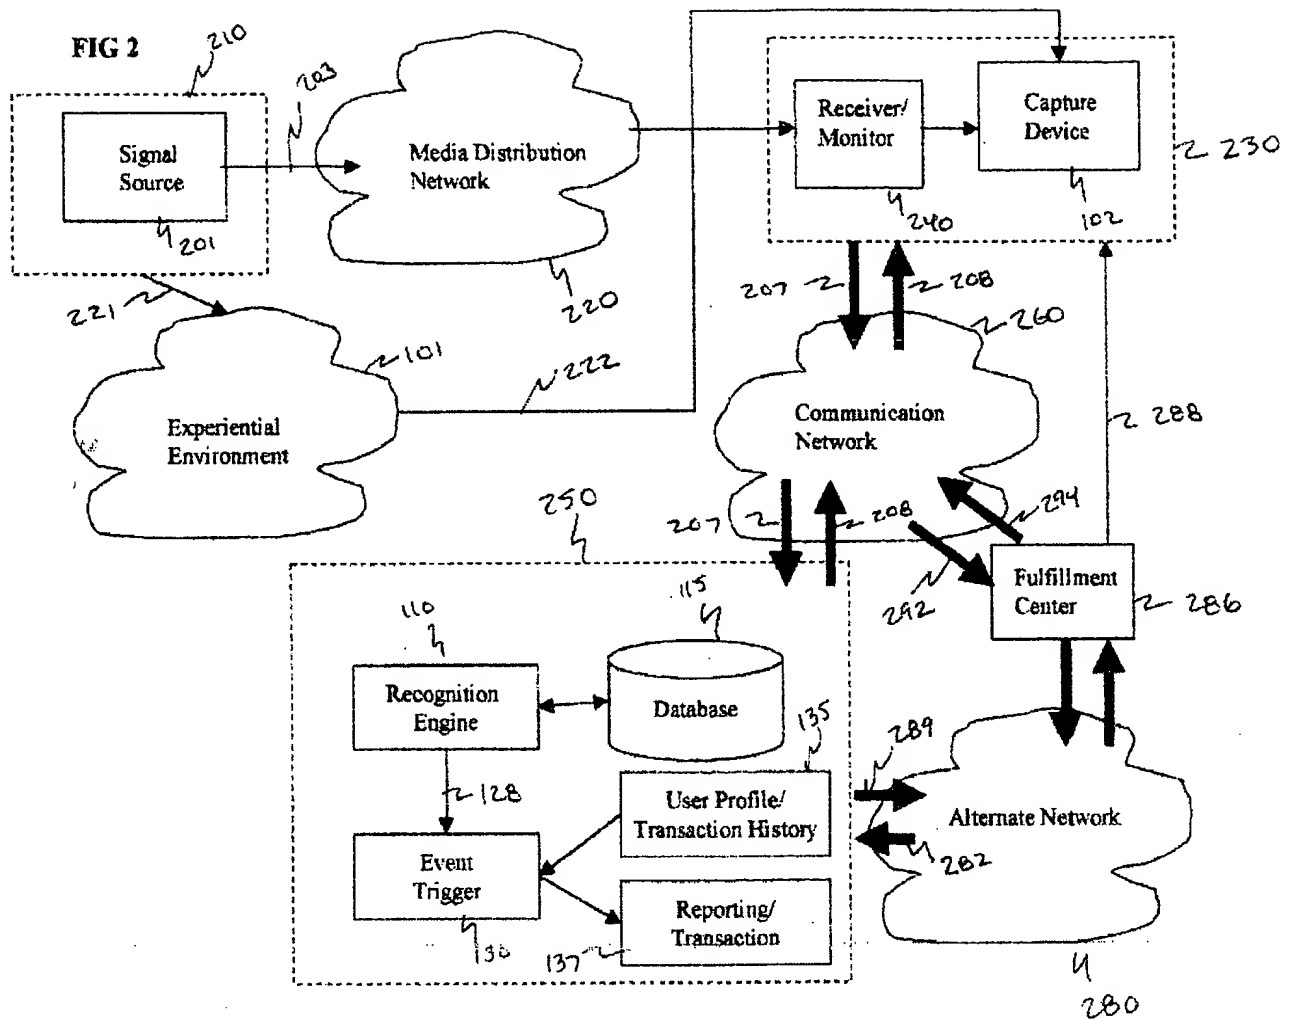 FIG 2
210
203
Signal
Source
201
Media Distribution
Network
220
Receiver/
Monitor
240
Capture
Device
102
230
221
101
222
Experiential
Environment
207
208
260
Communication
Network
288
250
207
208
294
292
Fulfillment
Center
286
110
115
Recognition
Engine
Database
135
289
128
User Profile/
Transaction History
Alternate Network
282
Event
Trigger
130
Reporting/
Transaction
137
280